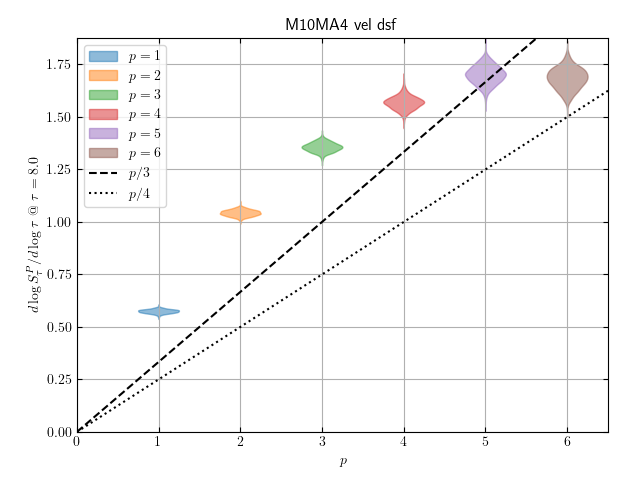 M10MA4 vel dsf
d log S_τ^P / d log τ @ τ = 8.0
1.75
1.50
1.25
1.00
0.75
0.50
0.25
0.00
p = 1
p = 2
p = 3
p = 4
p = 5
p = 6
p/3
p/4
0 1 2 3 4 5 6
p